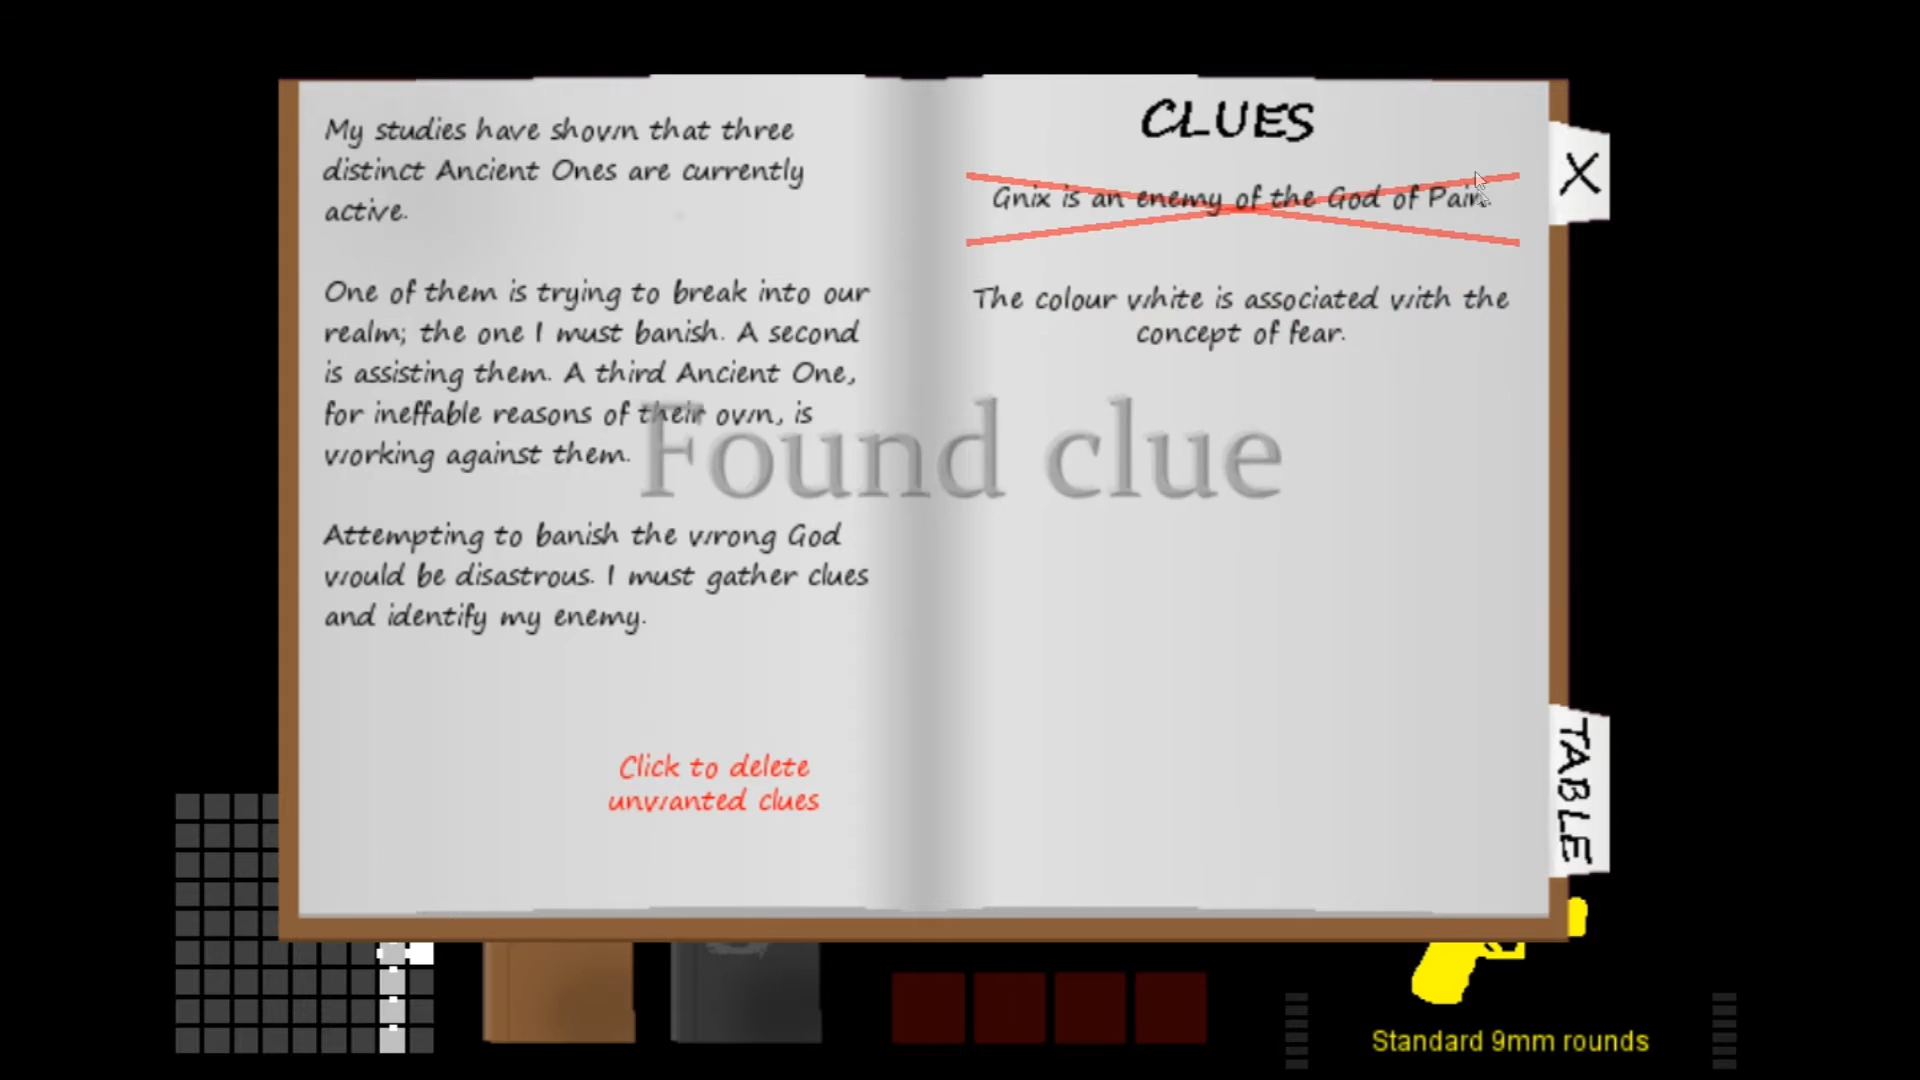 My studies have shown that three
distinct Ancient Ones are currently
active.
One of them is trying to break into our
realm; the one I must banish. A second
is assisting them. A third Ancient One,
for ineffable reasons of their own, is
working against them.
Attempting to banish the wrong God
would be disastrous. I must gather clues
and identify my enemy.
Click to delete
unwanted clues
CLUES
Gnix is an enemy of the God of Pain.
The colour white is associated with the
concept of fear.
Found clue
X
TABLE
Standard 9mm rounds